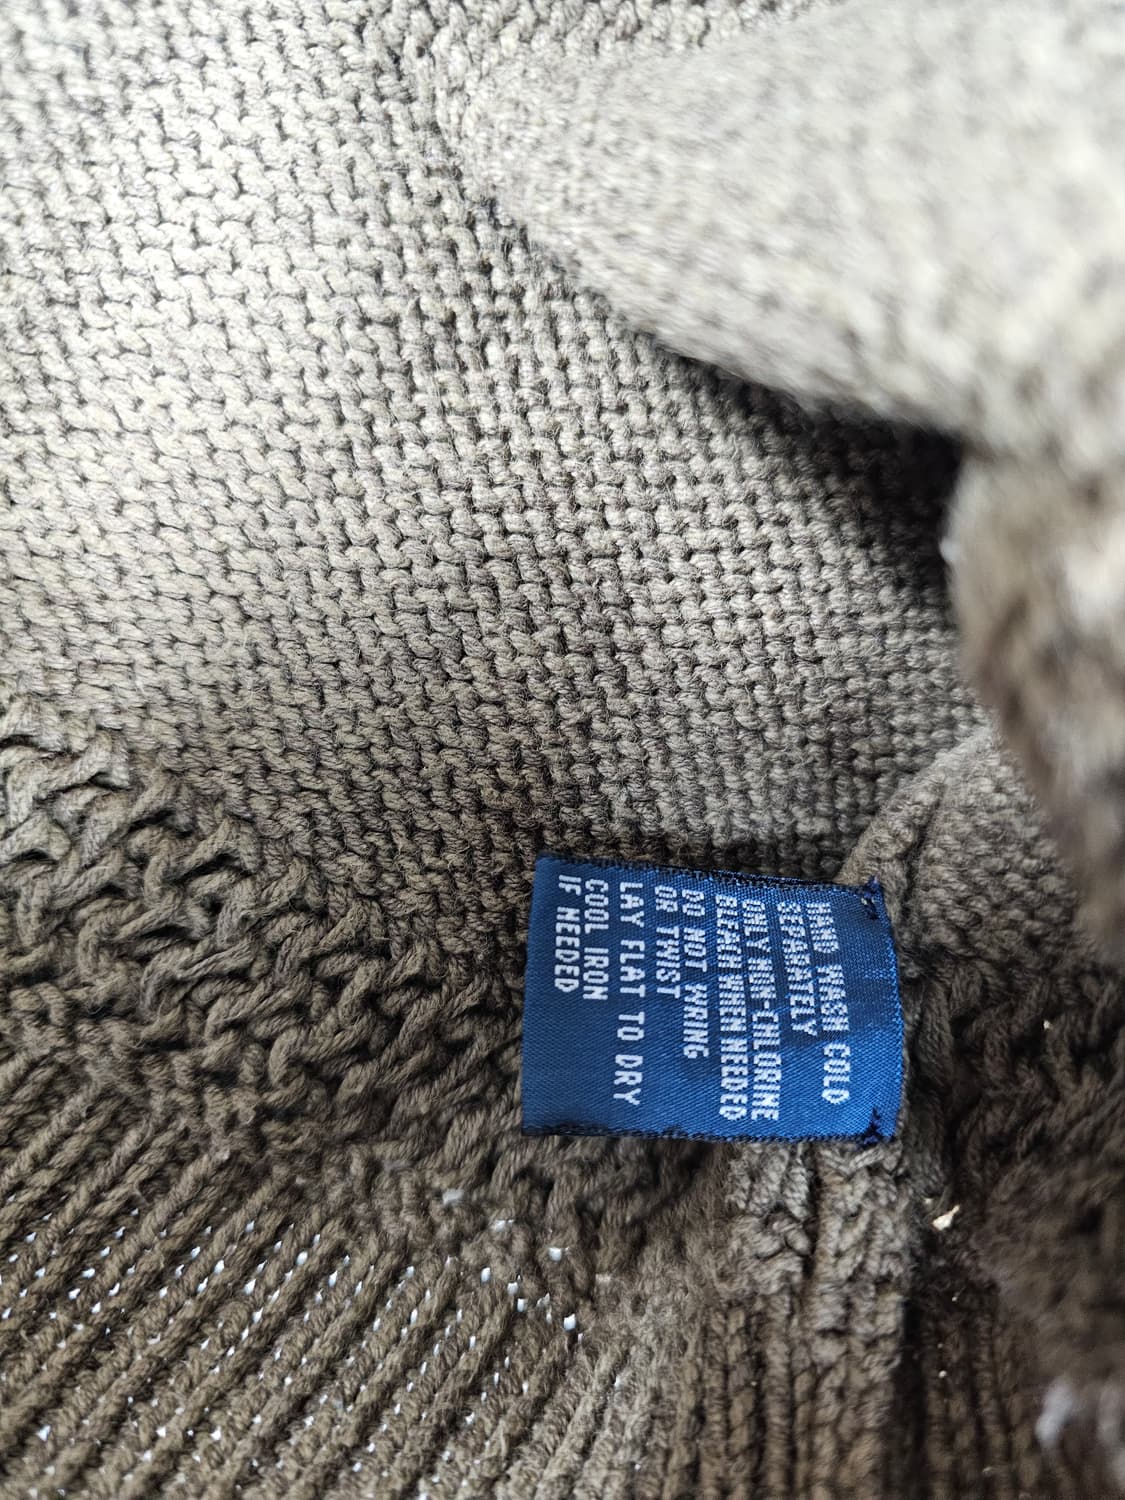 HAND WASH COLD
SEPARATELY
ONLY NON-CHLORINE
BLEACH WHEN NEEDED
DO NOT WRING
OR TWIST
LAY FLAT TO DRY
COOL IRON
IF NEEDED